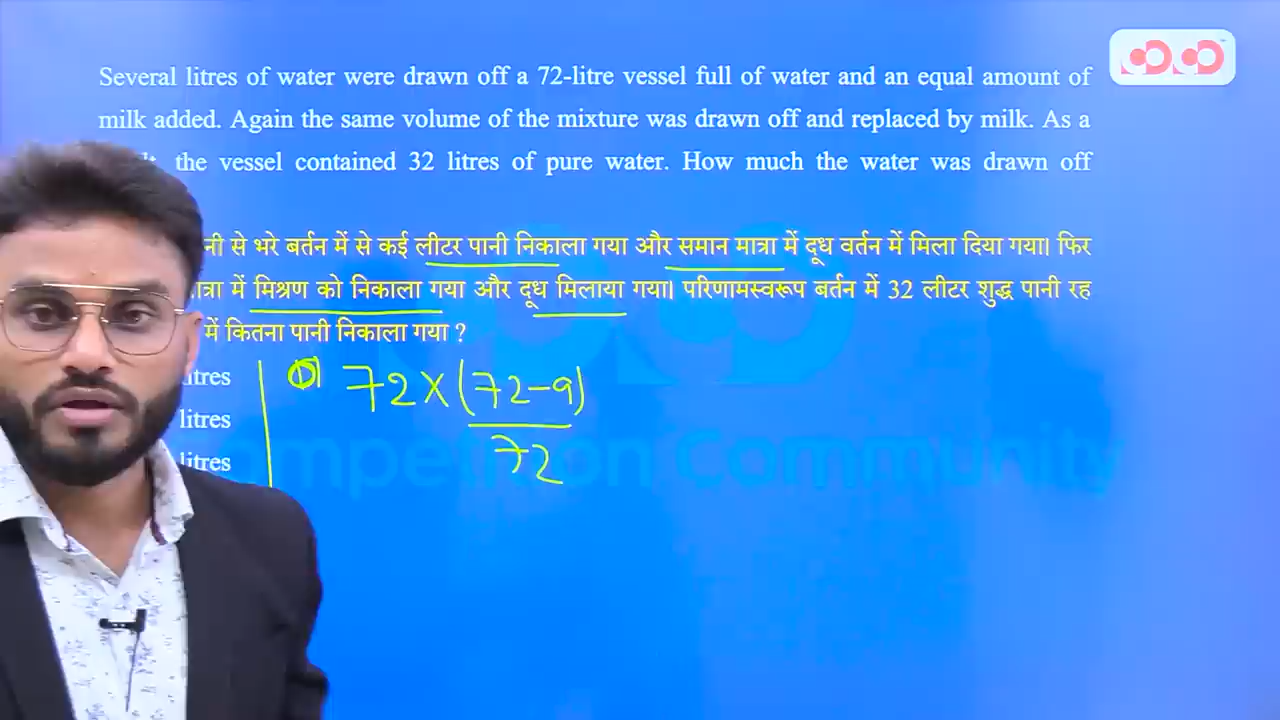 Several litres of water were drawn off a 72-litre vessel full of water and an equal amount of
milk added. Again the same volume of the mixture was drawn off and replaced by milk. As a
the vessel contained 32 litres of pure water. How much the water was drawn off
से भरे बर्तन में से कई लीटर पानी निकाला गया और समान मात्रा में दूध वर्तन में मिला दिया गया। फिर
में मिश्रण को निकाला गया और दूध मिलाया गया। परिणामस्वरूप बर्तन में 32 लीटर शुद्ध पानी रह
में कितना पानी निकाला गया ?
litres
72×(72-9)
litres
72
litres
Competition Community